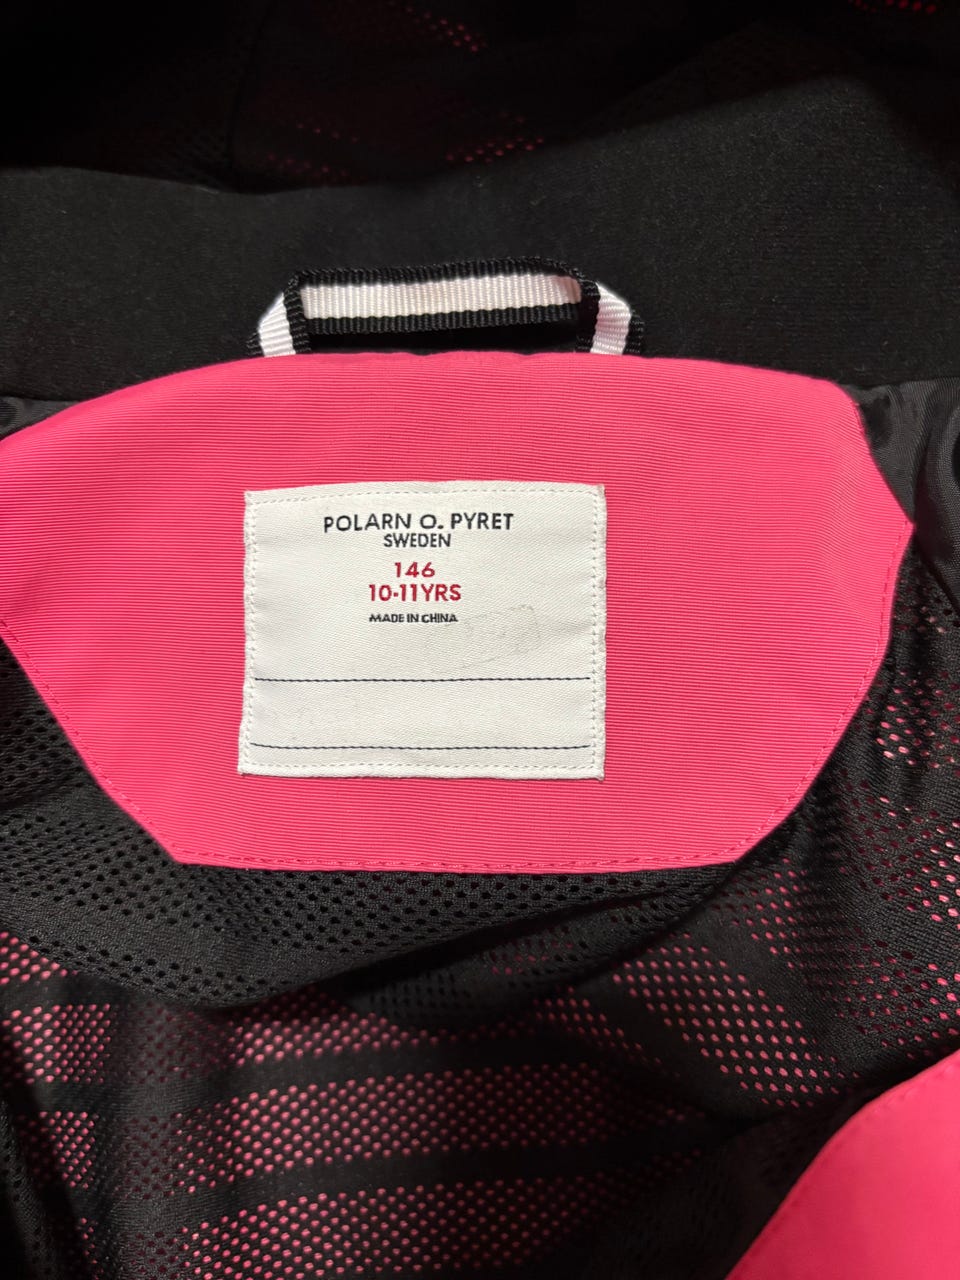 POLARN O. PYRET
SWEDEN
146
10-11YRS
MADE IN CHINA